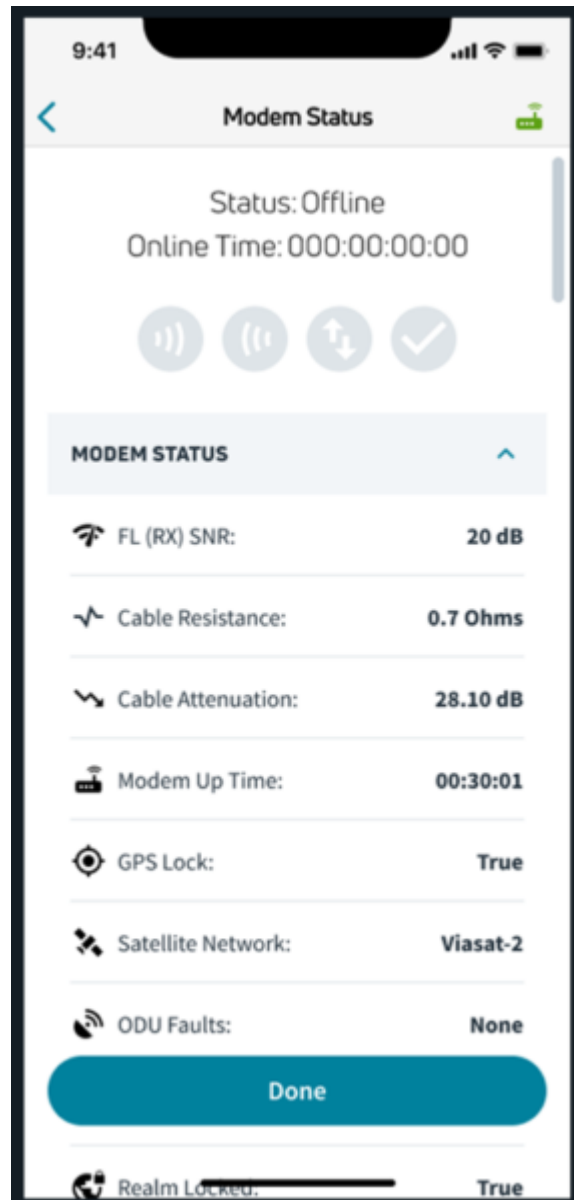 9:41
Modem Status
Status: Offline
Online Time: 000:00:00:00
MODEM STATUS
FL (RX) SNR: 20 dB
Cable Resistance: 0.7 Ohms
Cable Attenuation: 28.10 dB
Modem Up Time: 00:30:01
GPS Lock: True
Satellite Network: Viasat-2
ODU Faults: None
Done
Realm Locked: True